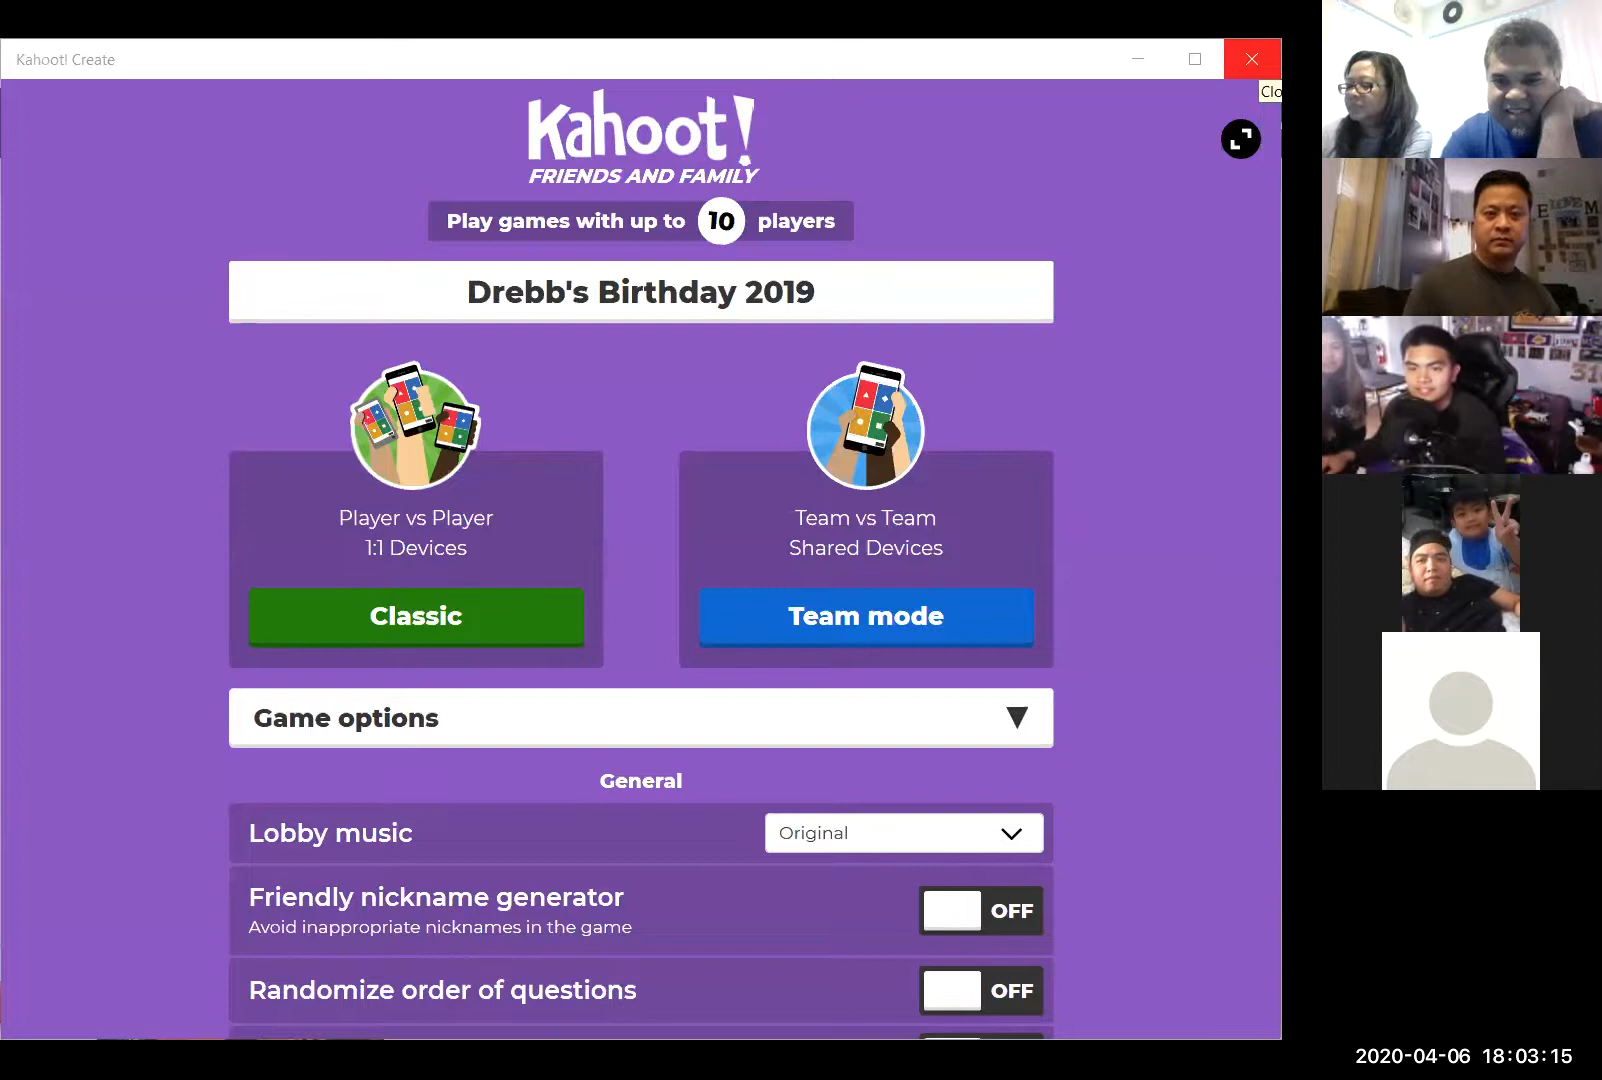 Kahoot! Create
Clo
Kahoot!
FRIENDS AND FAMILY
Play games with up to 10 players
Drebb's Birthday 2019
Player vs Player
1:1 Devices
Classic
Team vs Team
Shared Devices
Team mode
Game options
General
Lobby music
Original
Friendly nickname generator
Avoid inappropriate nicknames in the game
OFF
Randomize order of questions
OFF
2020-04-06 18:03:15